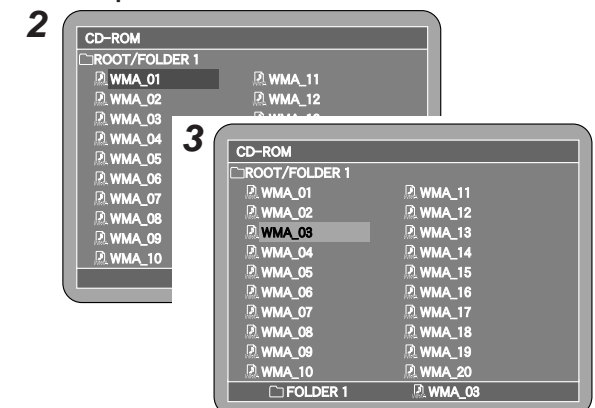 2
CD-ROM
ROOT/FOLDER 1
WMA_01 WMA_11
WMA_02 WMA_12
WMA_03
WMA_04
WMA_05
WMA_06
WMA_07
WMA_08
WMA_09
WMA_10
3
CD-ROM
ROOT/FOLDER 1
WMA_01 WMA_11
WMA_02 WMA_12
WMA_03 WMA_13
WMA_04 WMA_14
WMA_05 WMA_15
WMA_06 WMA_16
WMA_07 WMA_17
WMA_08 WMA_18
WMA_09 WMA_19
WMA_10 WMA_20
FOLDER 1 WMA_03